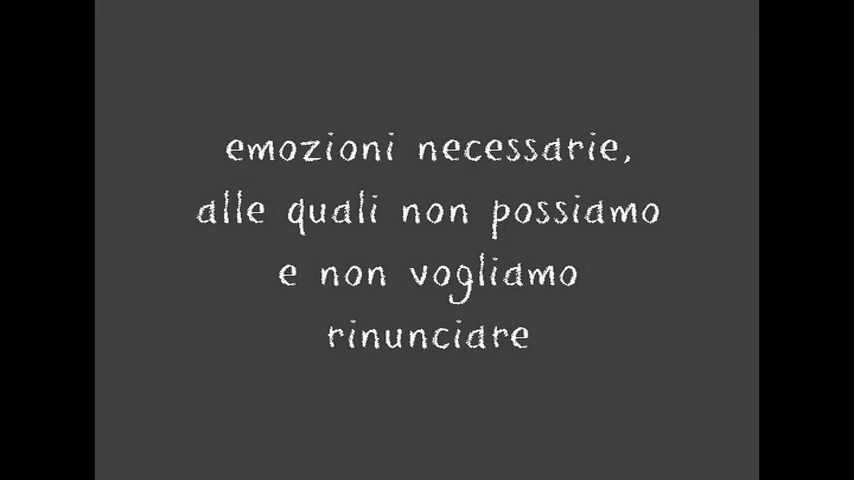 emozioni necessarie,
alle quali non possiamo
e non vogliamo
rinunciare